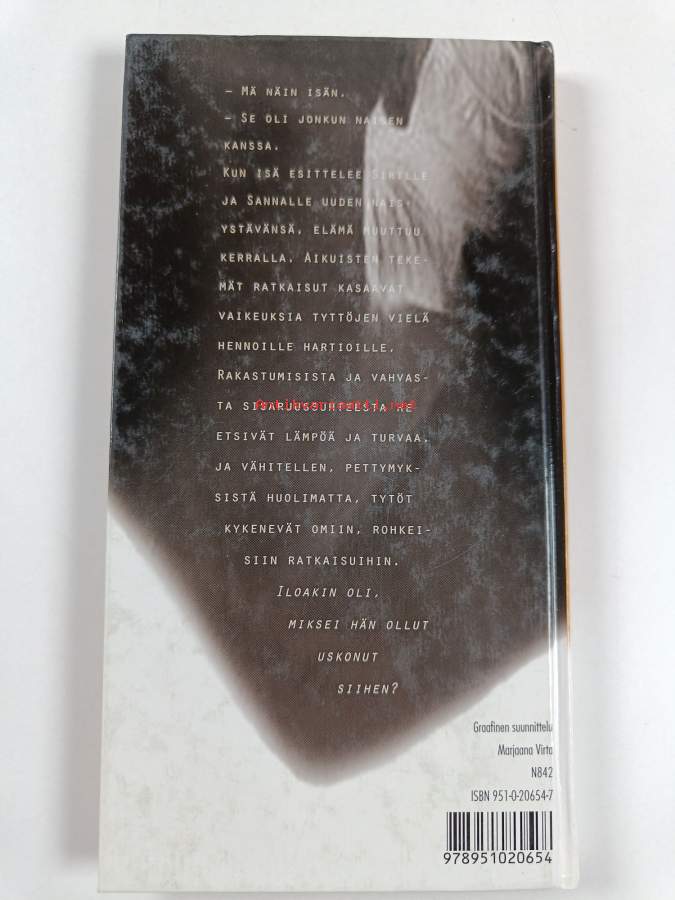 – MÄ NÄIN ISÄN.
– SE OLI JONKUN NAISEN
KANSSA.
KUN ISÄ ESITTELEE SIRILLE
JA SANNALLE UUDEN NAIS-
YSTÄVÄNSÄ, ELÄMÄ MUUTTUU
KERRALLA. AIKUISTEN TEKE-
MÄT RATKAISUT KASAAVAT
VAIKEUKSIA TYTTÖJEN VIELÄ
HENNOILLE HARTIOILLE.
RAKASTUMISISTA JA VAHVAS-
TA SISARUUSSUHTEESTA HE
ETSIVÄT LÄMPÖÄ JA TURVAA.
JA VÄHITELLEN, PETTYMYK-
SISTÄ HUOLIMATTA, TYTÖT
KYKENEVÄT OMIIN, ROHKEI-
SIIN RATKAISUIHIN.
ILOAKIN OLI,
MIKSEI HÄN OLLUT
USKONUT
SIIHEN?
Graafinen suunnittelu
Marjaana Virta
N842
ISBN 951-0-20654-7
978951020654